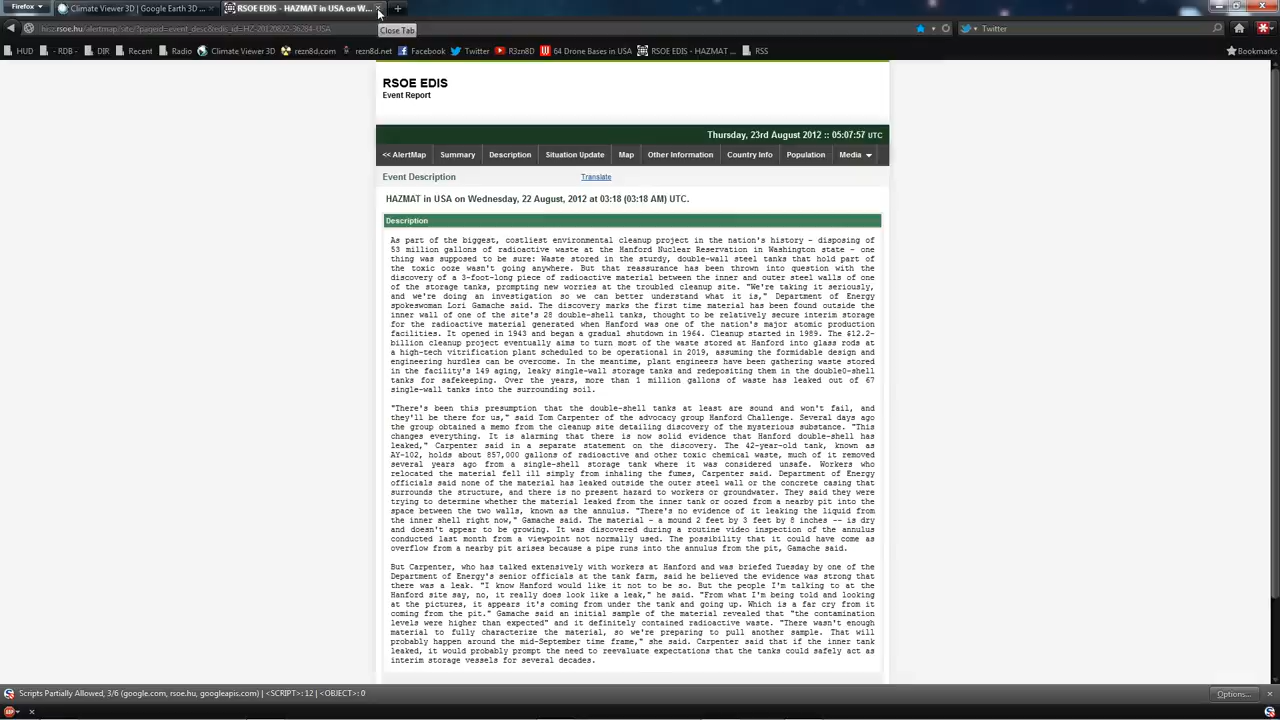 Firefox
Climate Viewer 3D | Google Earth 3D ...
RSOE EDIS - HAZMAT in USA on W...
hisz.rsoe.hu/alertmap/site/?pageid=event_desc&edis_id=HZ-20120822-36284-USA
Close Tab
Twitter
HUD
- RDB -
DIR
Recent
Radio
Climate Viewer 3D
rezn8d.com
rezn8d.net
Facebook
Twitter
R3zn8D
64 Drone Bases in USA
RSOE EDIS - HAZMAT ...
RSS
Bookmarks
RSOE EDIS
Event Report
Thursday, 23rd August 2012 :: 05:07:57 UTC
<< AlertMap
Summary
Description
Situation Update
Map
Other Information
Country Info
Population
Media
Event Description
Translate
HAZMAT in USA on Wednesday, 22 August, 2012 at 03:18 (03:18 AM) UTC.
Description
As part of the biggest, costliest environmental cleanup project in the nation's history - disposing of
53 million gallons of radioactive waste at the Hanford Nuclear Reservation in Washington state - one
thing was supposed to be sure: Waste stored in the sturdy, double-wall steel tanks that hold part of
the toxic ooze wasn't going anywhere. But that reassurance has been thrown into question with the
discovery of a 3-foot-long piece of radioactive material between the inner and outer steel walls of one
of the storage tanks, prompting new worries at the troubled cleanup site. "We're taking it seriously,
and we're doing an investigation so we can better understand what it is," Department of Energy
spokeswoman Lori Gamache said. The discovery marks the first time material has been found outside the
inner wall of one of the site's 28 double-shell tanks, thought to be relatively secure interim storage
for the radioactive material generated when Hanford was one of the nation's major atomic production
facilities. It opened in 1943 and began a gradual shutdown in 1964. Cleanup started in 1989. The $12.2-
billion cleanup project eventually aims to turn most of the waste stored at Hanford into glass rods at
a high-tech vitrification plant scheduled to be operational in 2019, assuming the formidable design and
engineering hurdles can be overcome. In the meantime, plant engineers have been gathering waste stored
in the facility's 149 aging, leaky single-wall storage tanks and redepositing them in the double0-shell
tanks for safekeeping. Over the years, more than 1 million gallons of waste has leaked out of 67
single-wall tanks into the surrounding soil.
"There's been this presumption that the double-shell tanks at least are sound and won't fail, and
they'll be there for us," said Tom Carpenter of the advocacy group Hanford Challenge. Several days ago
the group obtained a memo from the cleanup site detailing discovery of the mysterious substance. "This
changes everything. It is alarming that there is now solid evidence that Hanford double-shell has
leaked," Carpenter said in a separate statement on the discovery. The 42-year-old tank, known as
AY-102, holds about 857,000 gallons of radioactive and other toxic chemical waste, much of it removed
several years ago from a single-shell storage tank where it was considered unsafe. Workers who
relocated the material fell ill simply from inhaling the fumes, Carpenter said. Department of Energy
officials said none of the material has leaked outside the outer steel wall or the concrete casing that
surrounds the structure, and there is no present hazard to workers or groundwater. They said they were
trying to determine whether the material leaked from the inner tank or oozed from a nearby pit into the
space between the two walls, known as the annulus. "There's no evidence of it leaking the liquid from
the inner shell right now," Gamache said. The material - a mound 2 feet by 3 feet by 8 inches -- is dry
and doesn't appear to be growing. It was discovered during a routine video inspection of the annulus
conducted last month from a viewpoint not normally used. The possibility that it could have come as
overflow from a nearby pit arises because a pipe runs into the annulus from the pit, Gamache said.
But Carpenter, who has talked extensively with workers at Hanford and was briefed Tuesday by one of the
Department of Energy's senior officials at the tank farm, said he believed the evidence was strong that
there was a leak. "I know Hanford would like it not to be so. But the people I'm talking to at the
Hanford site say, no, it really does look like a leak," he said. "From what I'm being told and looking
at the pictures, it appears it's coming from under the tank and going up. Which is a far cry from it
coming from the pit." Gamache said an initial sample of the material revealed that "the contamination
levels were higher than expected" and it definitely contained radioactive waste. "There wasn't enough
material to fully characterize the material, so we're preparing to pull another sample. That will
probably happen around the mid-September time frame," she said. Carpenter said that if the inner tank
leaked, it would probably prompt the need to reevaluate expectations that the tanks could safely act as
interim storage vessels for several decades.
Scripts Partially Allowed, 3/6 (google.com, rsoe.hu, googleapis.com) | <SCRIPT>: 12 | <OBJECT>: 0
Options...